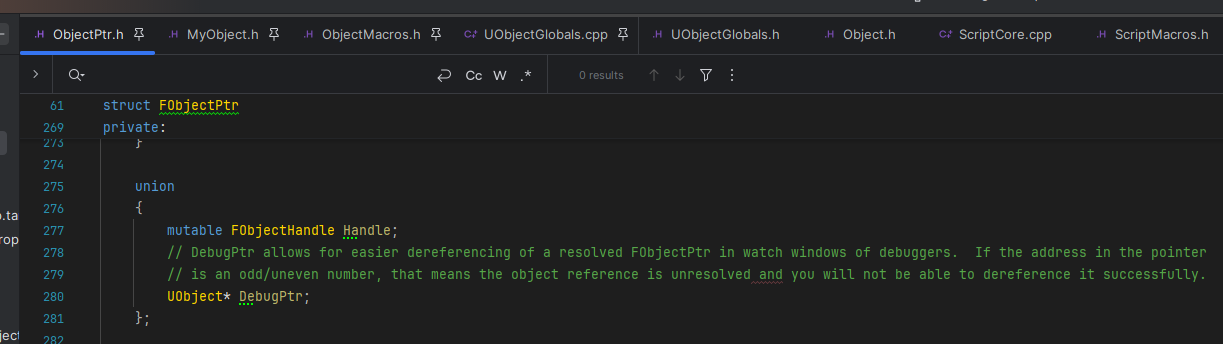 ObjectPtr.h MyObject.h ObjectMacros.h UObjectGlobals.cpp UObjectGlobals.h Object.h ScriptCore.cpp ScriptMacros.h
Cc W .* 0 results
61 struct FObjectPtr
269 private:
273 }
274
275 union
276 {
277 mutable FObjectHandle Handle;
278 // DebugPtr allows for easier dereferencing of a resolved FObjectPtr in watch windows of debuggers.  If the address in the pointer
279 // is an odd/uneven number, that means the object reference is unresolved and you will not be able to dereference it successfully.
280 UObject* DebugPtr;
281 };
282